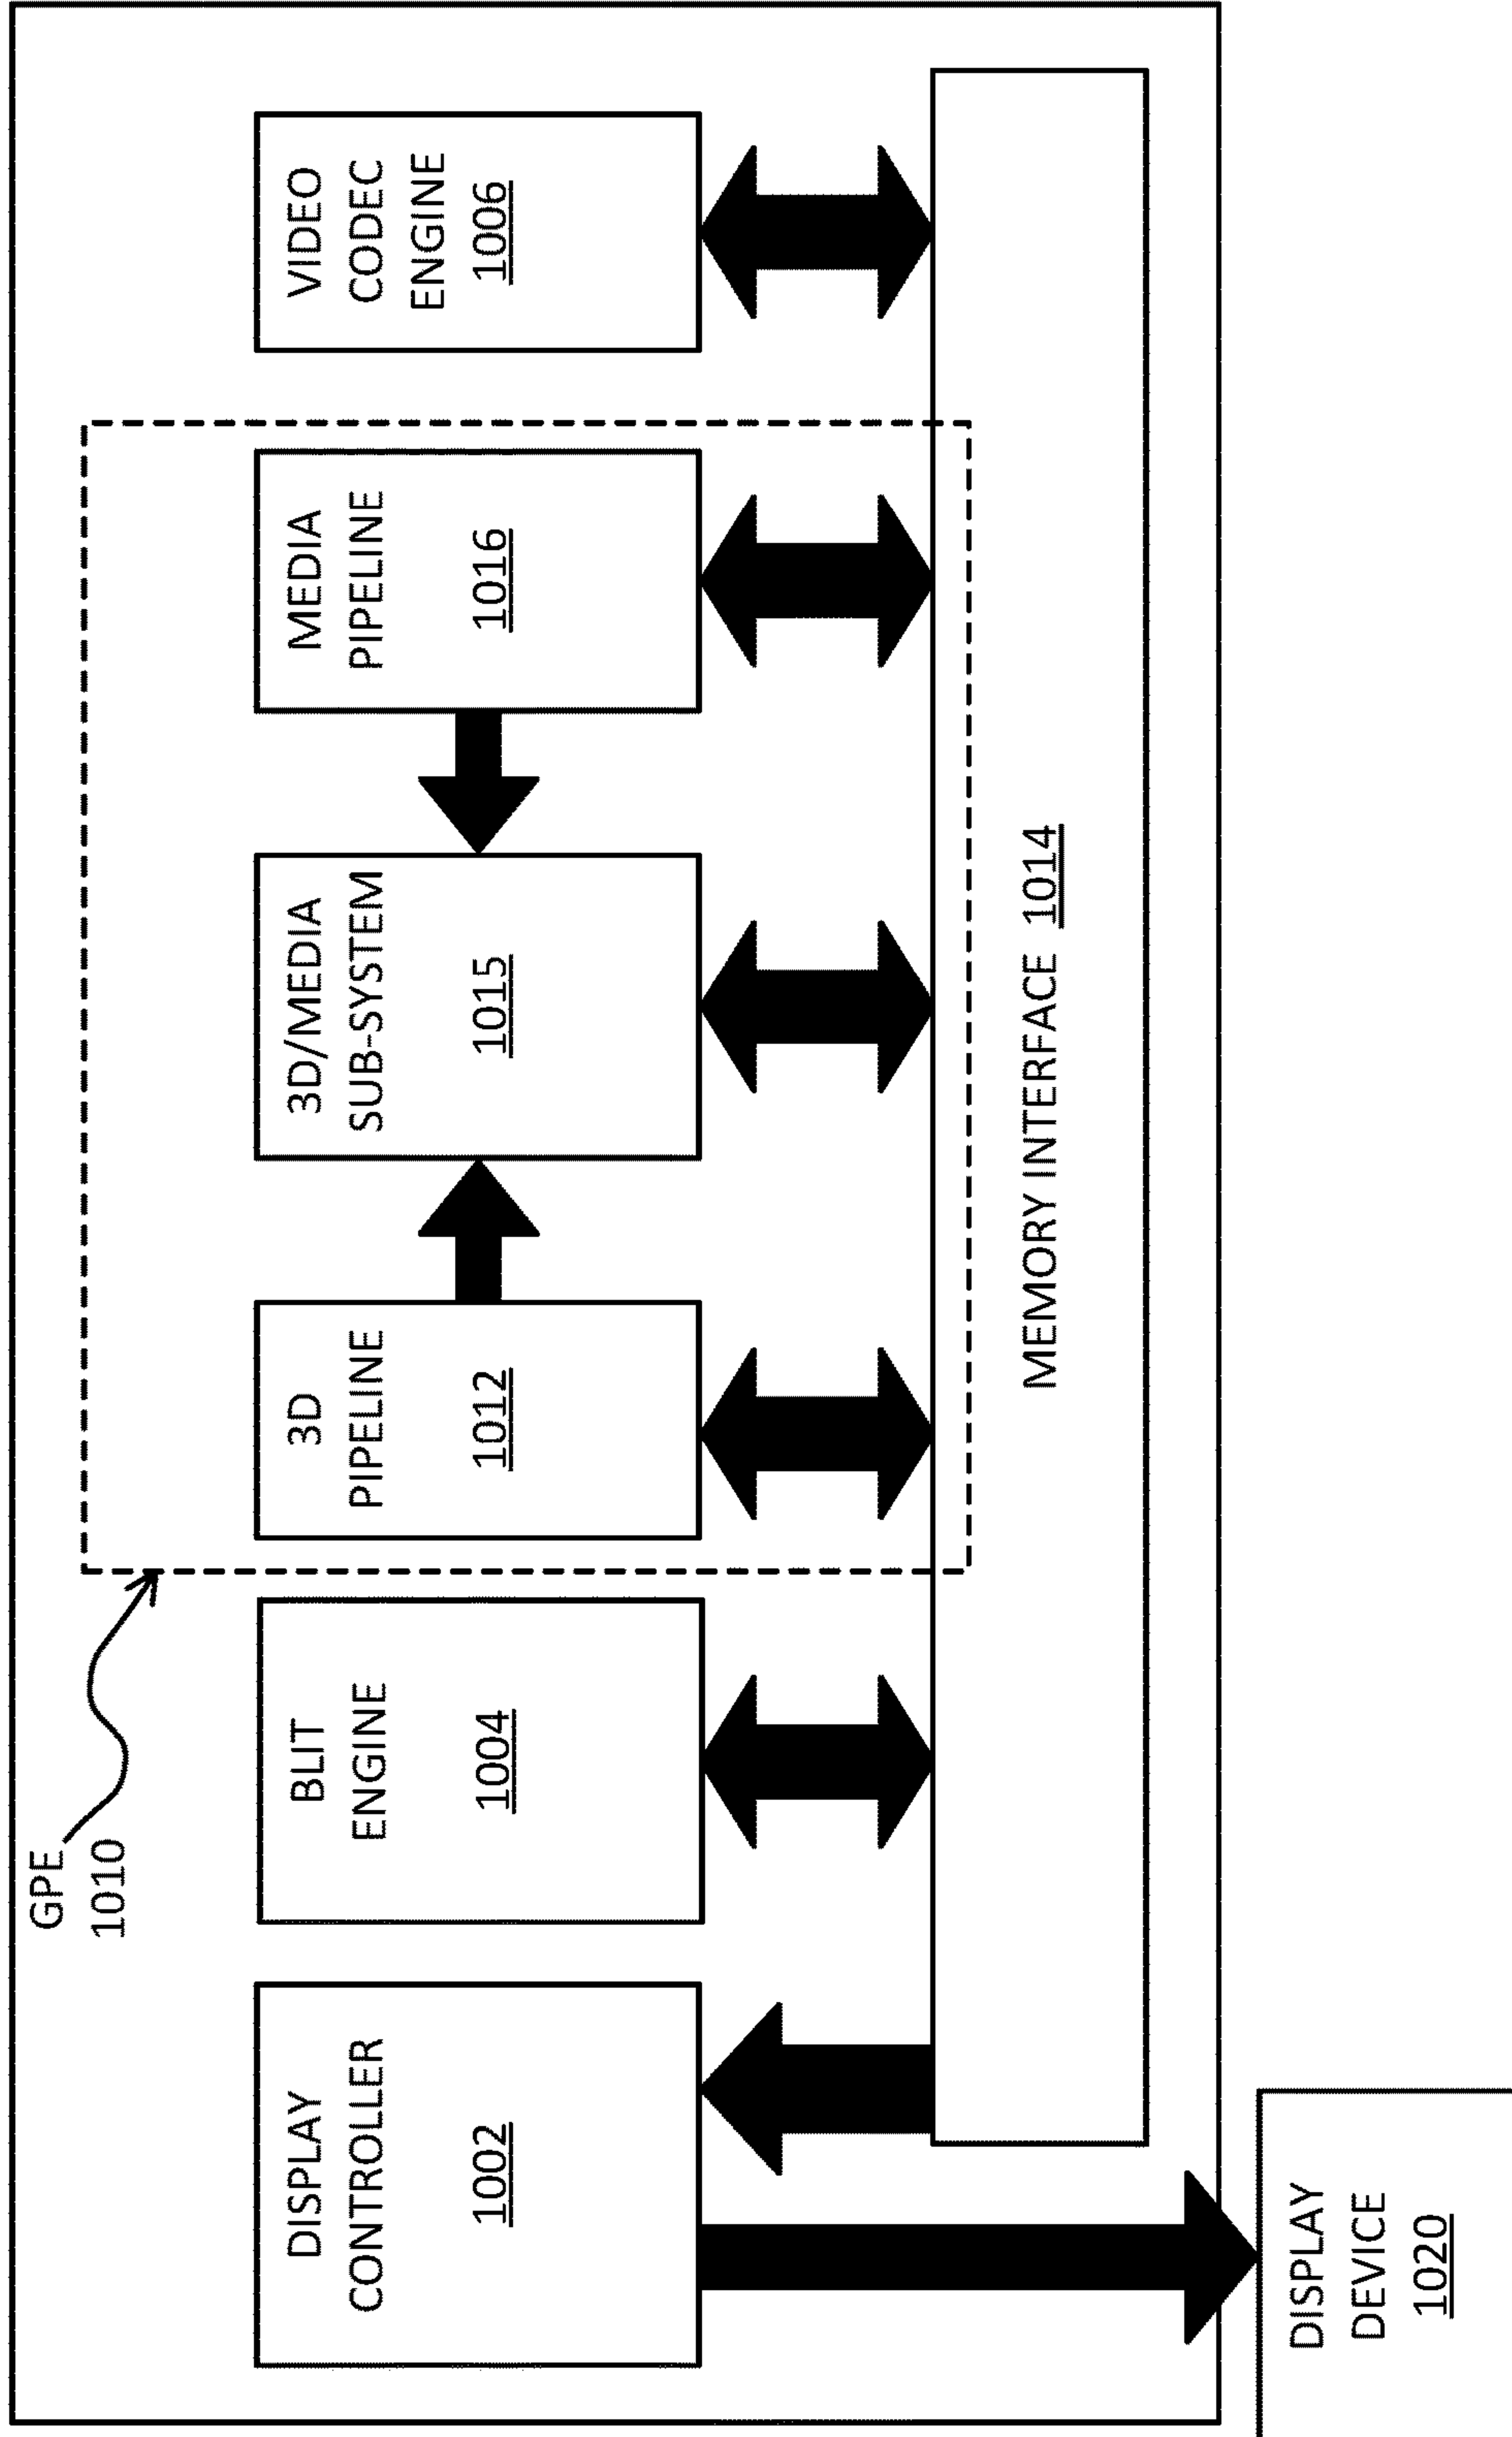 GPE
1010
DISPLAY
CONTROLLER
1002
BLIT
ENGINE
1004
3D
PIPELINE
1012
3D/MEDIA
SUB-SYSTEM
1015
MEDIA
PIPELINE
1016
VIDEO
CODEC
ENGINE
1006
MEMORY INTERFACE 1014
DISPLAY
DEVICE
1020